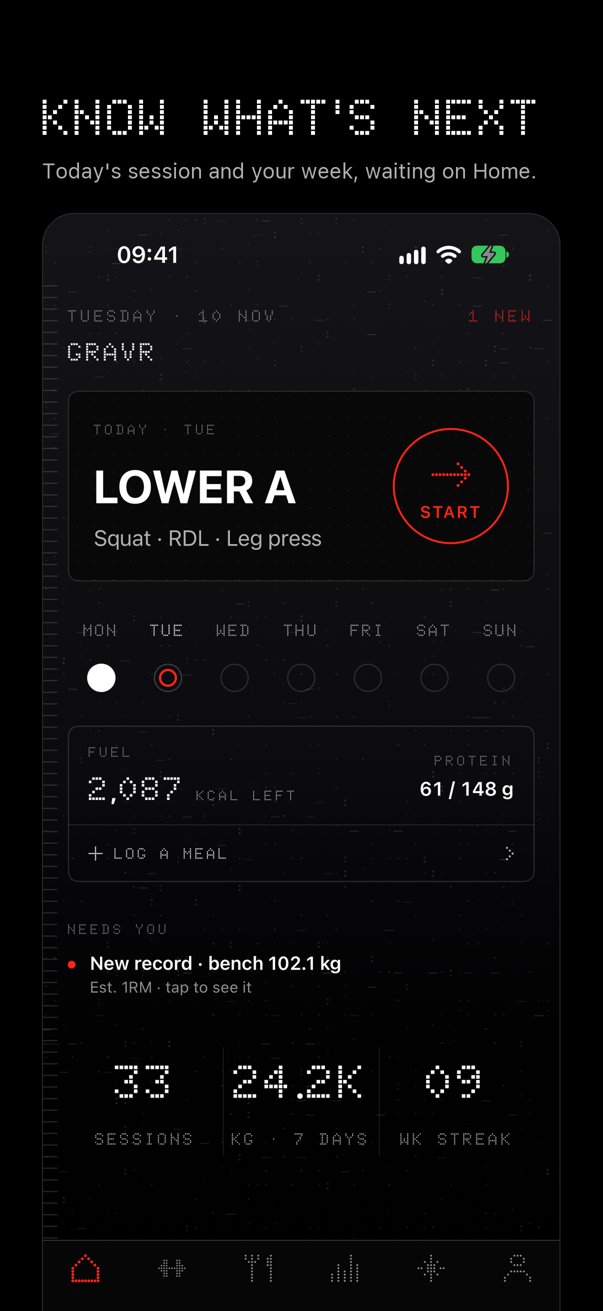 KNOW WHAT'S NEXT
Today's session and your week, waiting on Home.
09:41
TUESDAY · 10 NOV 1 NEW
GRAVR
TODAY · TUE
LOWER A
START
Squat · RDL · Leg press
MON TUE WED THU FRI SAT SUN
FUEL
PROTEIN
2,087 KCAL LEFT
61 / 148 g
+ LOG A MEAL
NEEDS YOU
New record · bench 102.1 kg
Est. 1RM · tap to see it
33 24.2K 09
SESSIONS KG · 7 DAYS WK STREAK